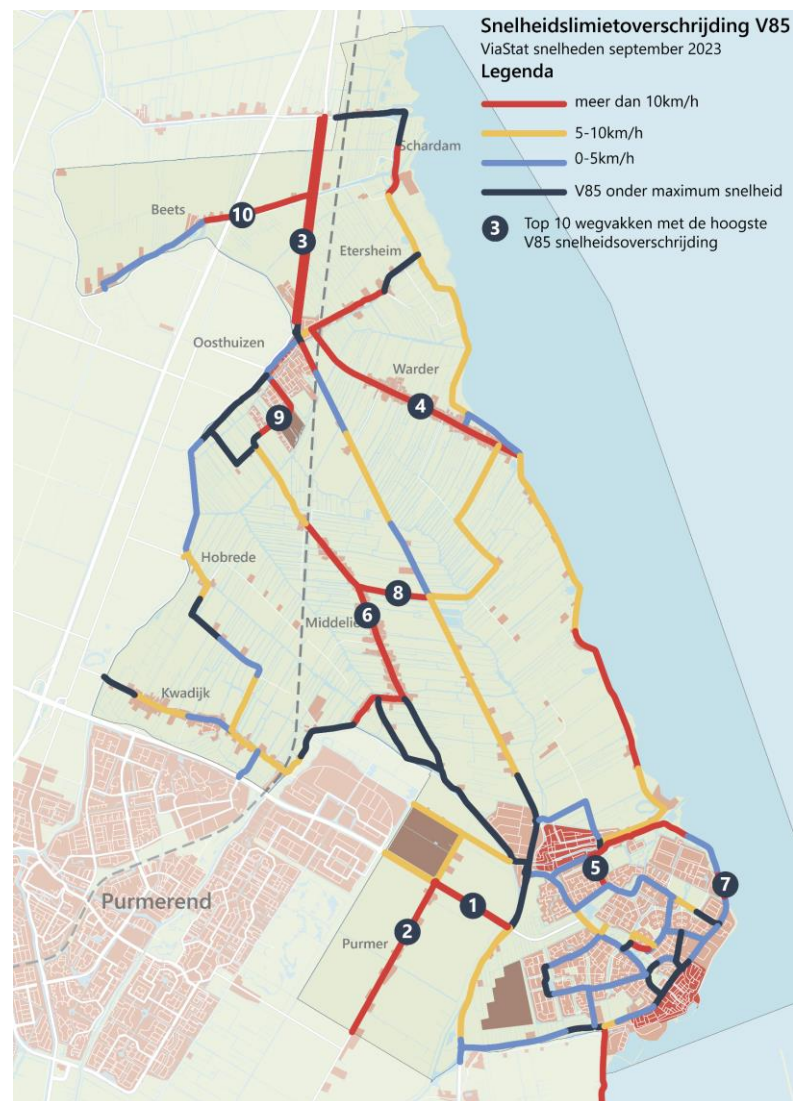 Snelheidslimietoverschrijding V85
ViaStat snelheden september 2023
Legenda
meer dan 10km/h
5-10km/h
0-5km/h
V85 onder maximum snelheid
3 Top 10 wegvakken met de hoogste
V85 snelheidsoverschrijding
Schardam
Beets
10
3
Etersheim
Oosthuizen
Warder
4
9
Hobrede
8
6
Middelie
Kwadijk
5
7
Purmerend
1
2
Purmer